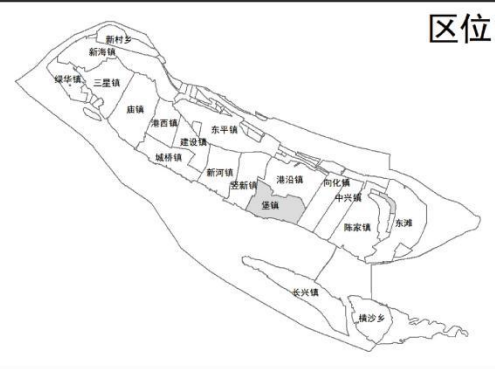 区位
新村乡
新海镇
绿华镇
三星镇
庙镇
港西镇
东平镇
建设镇
城桥镇
新河镇
竖新镇
港沿镇
堡镇
向化镇
中兴镇
陈家镇
东滩
长兴镇
横沙乡